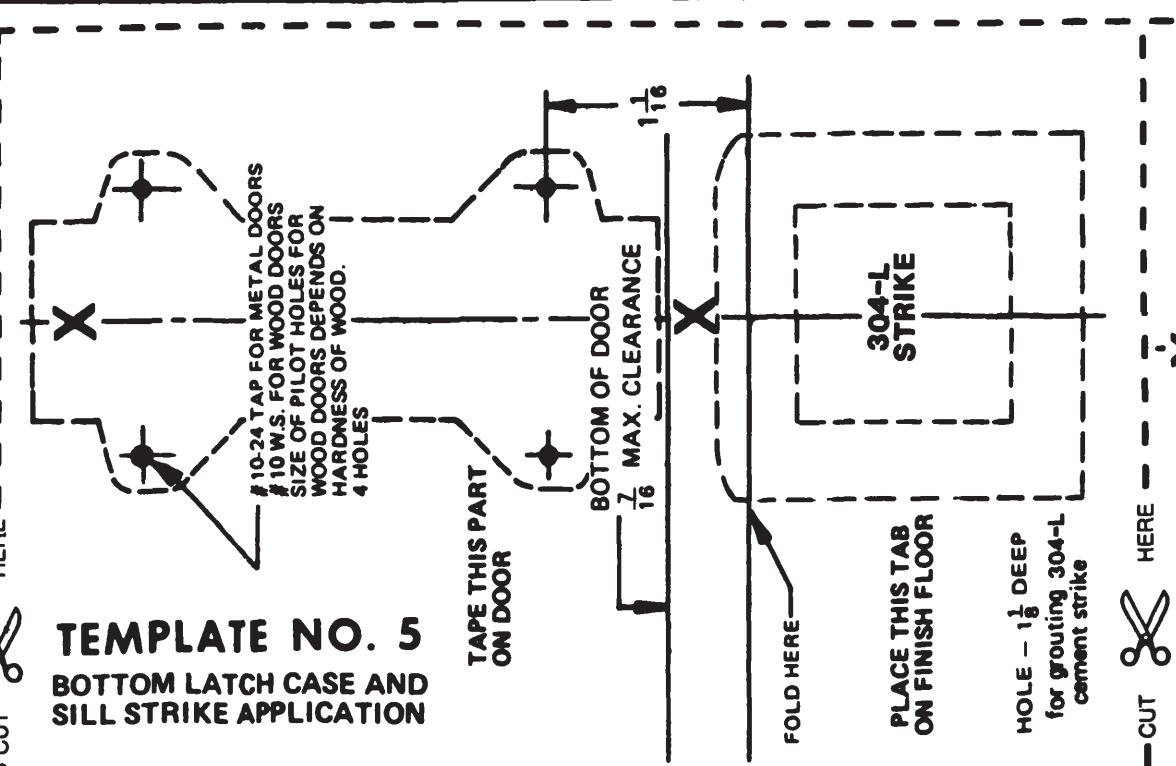 1 1/16
#10-24 TAP FOR METAL DOORS
#10 W.S. FOR WOOD DOORS
SIZE OF PILOT HOLES FOR
WOOD DOORS DEPENDS ON
HARDNESS OF WOOD.
4 HOLES
BOTTOM OF DOOR
7/16 MAX. CLEARANCE
304-L
STRIKE
TAPE THIS PART
ON DOOR
TEMPLATE NO. 5
BOTTOM LATCH CASE AND
SILL STRIKE APPLICATION
FOLD HERE
PLACE THIS TAB
ON FINISH FLOOR
HOLE – 1 1/8 DEEP
for grouting 304-L
cement strike
CUT HERE
CUT HERE